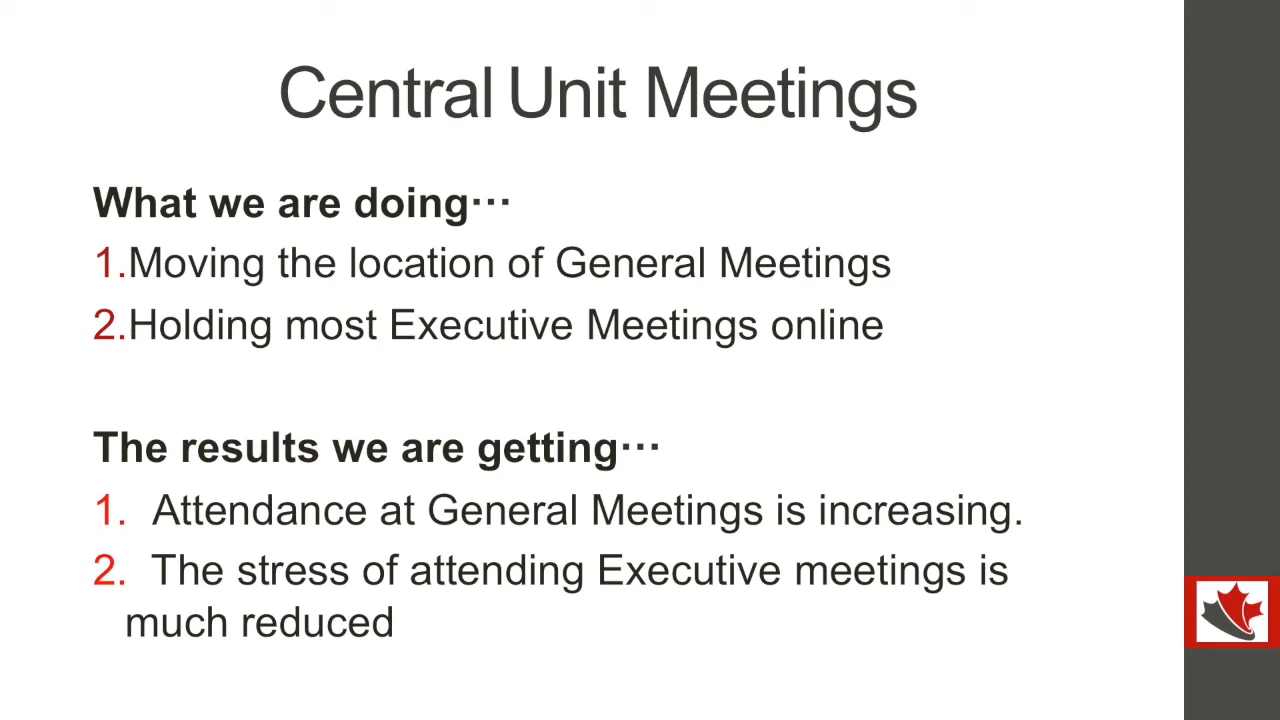 Central Unit Meetings
What we are doing…
1.Moving the location of General Meetings
2.Holding most Executive Meetings online
The results we are getting…
1. Attendance at General Meetings is increasing.
2. The stress of attending Executive meetings is
much reduced